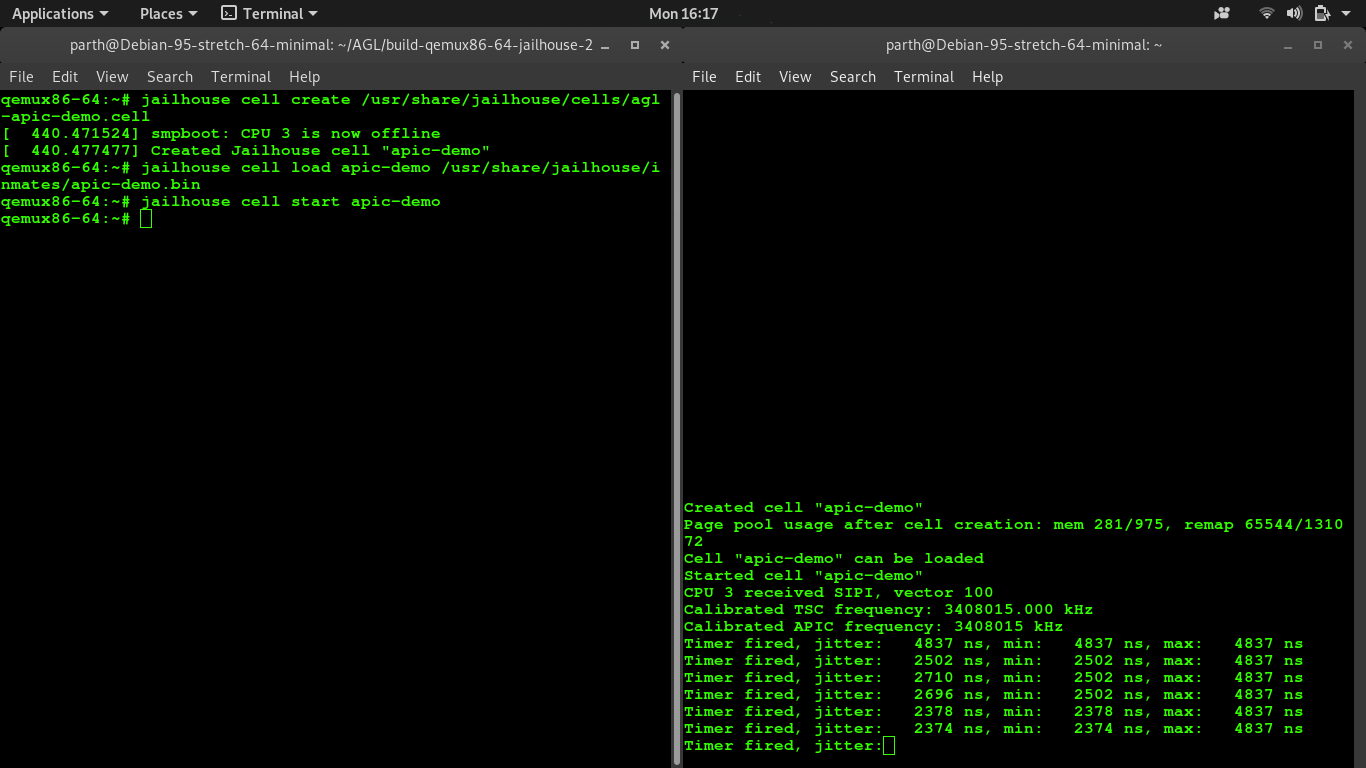 Applications Places Terminal Mon 16:17
parth@Debian-95-stretch-64-minimal: ~/AGL/build-qemux86-64-jailhouse-2
File Edit View Search Terminal Help
qemux86-64:~# jailhouse cell create /usr/share/jailhouse/cells/agl
-apic-demo.cell
[  440.471524] smpboot: CPU 3 is now offline
[  440.477477] Created Jailhouse cell "apic-demo"
qemux86-64:~# jailhouse cell load apic-demo /usr/share/jailhouse/i
nmates/apic-demo.bin
qemux86-64:~# jailhouse cell start apic-demo
qemux86-64:~#
parth@Debian-95-stretch-64-minimal: ~
File Edit View Search Terminal Help
Created cell "apic-demo"
Page pool usage after cell creation: mem 281/975, remap 65544/1310
72
Cell "apic-demo" can be loaded
Started cell "apic-demo"
CPU 3 received SIPI, vector 100
Calibrated TSC frequency: 3408015.000 kHz
Calibrated APIC frequency: 3408015 kHz
Timer fired, jitter:   4837 ns, min:   4837 ns, max:   4837 ns
Timer fired, jitter:   2502 ns, min:   2502 ns, max:   4837 ns
Timer fired, jitter:   2710 ns, min:   2502 ns, max:   4837 ns
Timer fired, jitter:   2696 ns, min:   2502 ns, max:   4837 ns
Timer fired, jitter:   2378 ns, min:   2378 ns, max:   4837 ns
Timer fired, jitter:   2374 ns, min:   2374 ns, max:   4837 ns
Timer fired, jitter: